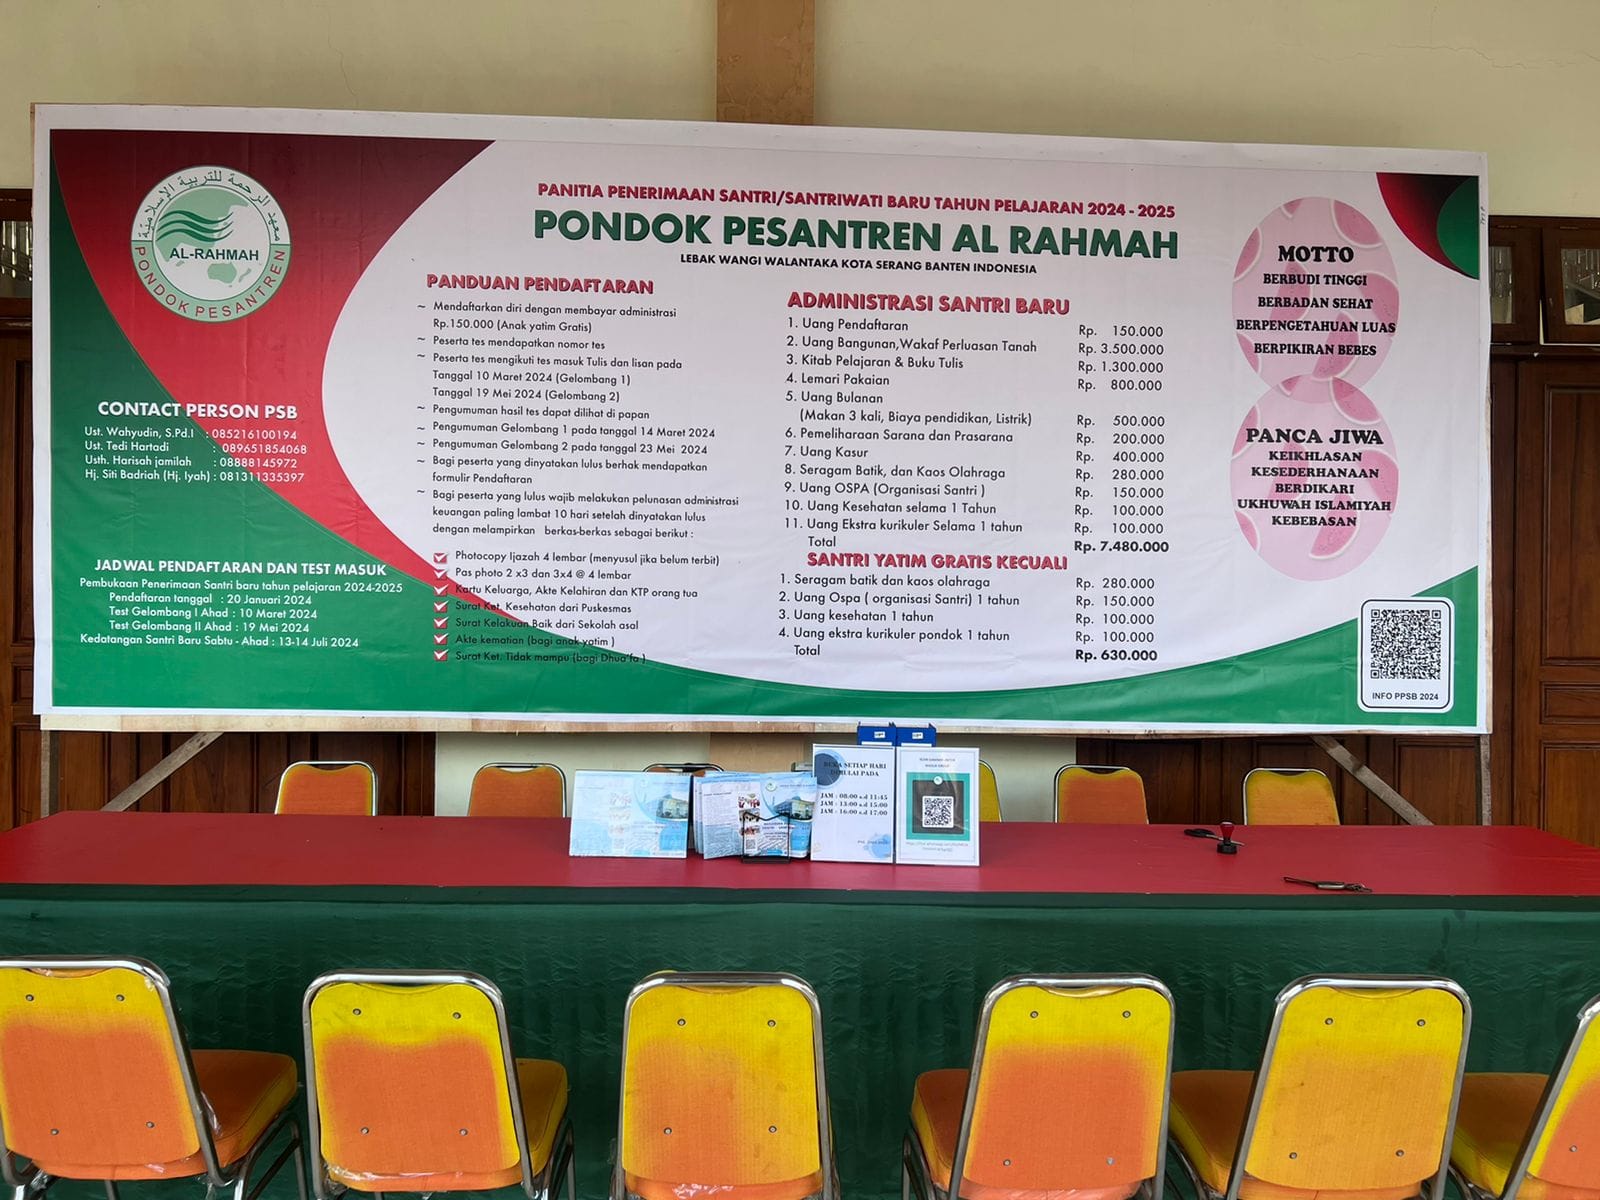 معهد الرحمة للتربية الإسلامية
AL-RAHMAH
PONDOK PESANTREN
PANITIA PENERIMAAN SANTRI/SANTRIWATI BARU TAHUN PELAJARAN 2024 - 2025
PONDOK PESANTREN AL RAHMAH
LEBAK WANGI WALANTAKA KOTA SERANG BANTEN INDONESIA
CONTACT PERSON PSB
Ust. Wahyudin, S.Pd.I : 085216100194
Ust. Tedi Hartadi : 089651854068
Usth. Harisah jamilah : 08888145972
Hj. Siti Badriah (Hj. Iyah) : 081311335397
JADWAL PENDAFTARAN DAN TEST MASUK
Pembukaan Penerimaan Santri baru tahun pelajaran 2024-2025
Pendaftaran tanggal : 20 Januari 2024
Test Gelombang I Ahad : 10 Maret 2024
Test Gelombang II Ahad : 19 Mei 2024
Kedatangan Santri Baru Sabtu - Ahad : 13-14 Juli 2024
PANDUAN PENDAFTARAN
~ Mendaftarkan diri dengan membayar administrasi
Rp.150.000 (Anak yatim Gratis)
~ Peserta tes mendapatkan nomor tes
~ Peserta tes mengikuti tes masuk Tulis dan lisan pada
Tanggal 10 Maret 2024 (Gelombang 1)
Tanggal 19 Mei 2024 (Gelombang 2)
~ Pengumuman hasil tes dapat dilihat di papan
~ Pengumuman Gelombang 1 pada tanggal 14 Maret 2024
~ Pengumuman Gelombang 2 pada tanggal 23 Mei 2024
~ Bagi peserta yang dinyatakan lulus berhak mendapatkan
formulir Pendaftaran
~ Bagi peserta yang lulus wajib melakukan pelunasan administrasi
keuangan paling lambat 10 hari setelah dinyatakan lulus
dengan melampirkan berkas-berkas sebagai berikut :
Photocopy Ijazah 4 lembar (menyusul jika belum terbit)
Pas photo 2 x3 dan 3x4 @ 4 lembar
Kartu Keluarga, Akte Kelahiran dan KTP orang tua
Surat Ket. Kesehatan dari Puskesmas
Surat Kelakuan Baik dari Sekolah asal
Akte kematian (bagi anak yatim )
Surat Ket. Tidak mampu (bagi Dhua'fa )
ADMINISTRASI SANTRI BARU
1. Uang Pendaftaran Rp. 150.000
2. Uang Bangunan,Wakaf Perluasan Tanah Rp. 3.500.000
3. Kitab Pelajaran & Buku Tulis Rp. 1.300.000
4. Lemari Pakaian Rp. 800.000
5. Uang Bulanan
(Makan 3 kali, Biaya pendidikan, Listrik) Rp. 500.000
6. Pemeliharaan Sarana dan Prasarana Rp. 200.000
7. Uang Kasur Rp. 400.000
8. Seragam Batik, dan Kaos Olahraga Rp. 280.000
9. Uang OSPA (Organisasi Santri ) Rp. 150.000
10. Uang Kesehatan selama 1 Tahun Rp. 100.000
11. Uang Ekstra kurikuler Selama 1 tahun Rp. 100.000
Total Rp. 7.480.000
SANTRI YATIM GRATIS KECUALI
1. Seragam batik dan kaos olahraga Rp. 280.000
2. Uang Ospa ( organisasi Santri) 1 tahun Rp. 150.000
3. Uang kesehatan 1 tahun Rp. 100.000
4. Uang ekstra kurikuler pondok 1 tahun Rp. 100.000
Total Rp. 630.000
MOTTO
BERBUDI TINGGI
BERBADAN SEHAT
BERPENGETAHUAN LUAS
BERPIKIRAN BEBES
PANCA JIWA
KEIKHLASAN
KESEDERHANAAN
BERDIKARI
UKHUWAH ISLAMIYAH
KEBEBASAN
INFO PPSB 2024
BUKA SETIAP HARI
DIMULAI PADA
JAM : 08:00 s.d 11:45
JAM : 13:00 s.d 15:00
JAM : 16:00 s.d 17:00